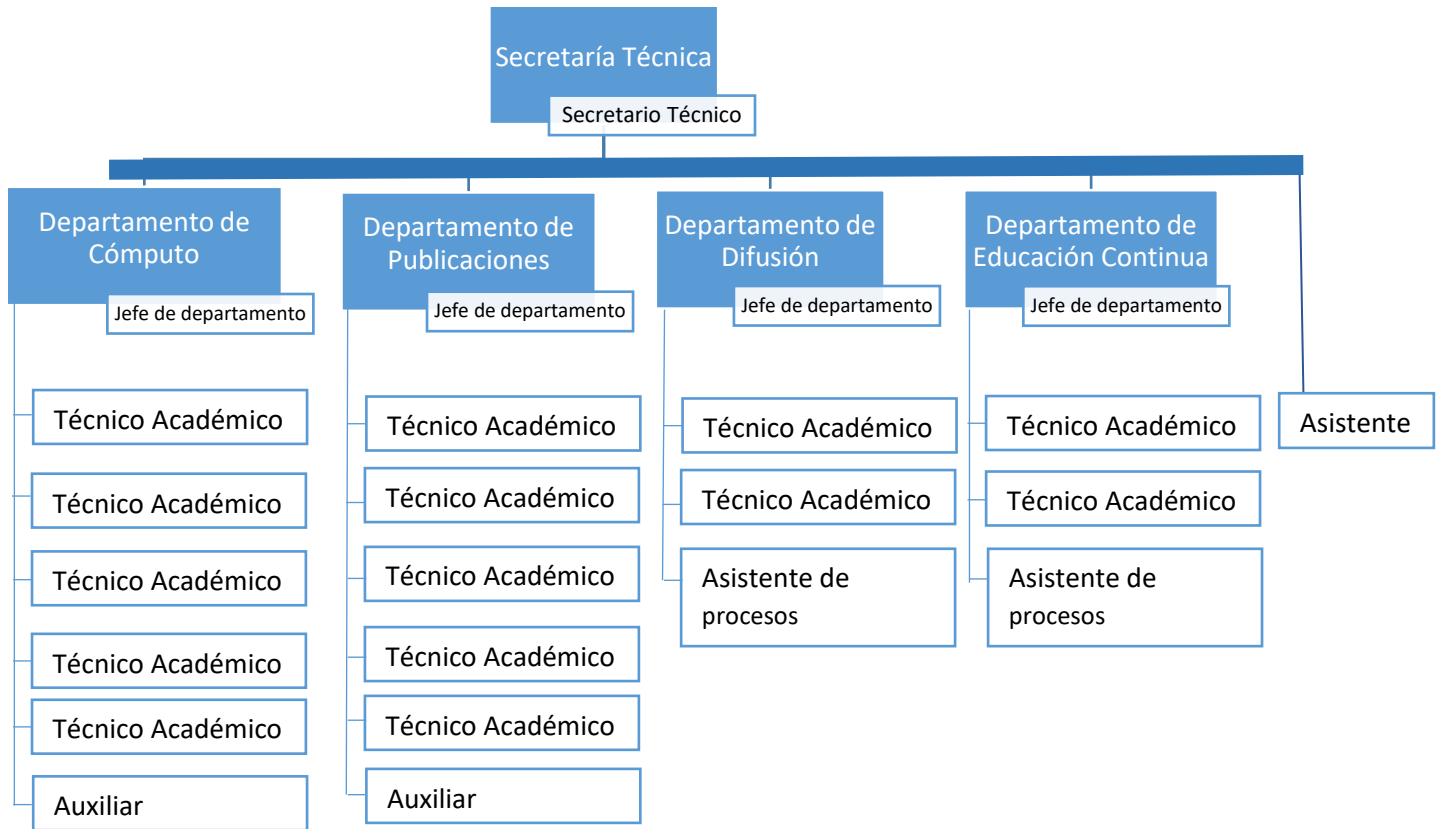 Secretaría Técnica
Secretario Técnico
Departamento de
Cómputo
Jefe de departamento
Técnico Académico
Técnico Académico
Técnico Académico
Técnico Académico
Técnico Académico
Auxiliar
Departamento de
Publicaciones
Jefe de departamento
Técnico Académico
Técnico Académico
Técnico Académico
Técnico Académico
Técnico Académico
Auxiliar
Departamento de
Difusión
Jefe de departamento
Técnico Académico
Técnico Académico
Asistente de
procesos
Departamento de
Educación Continua
Jefe de departamento
Técnico Académico
Técnico Académico
Asistente de
procesos
Asistente